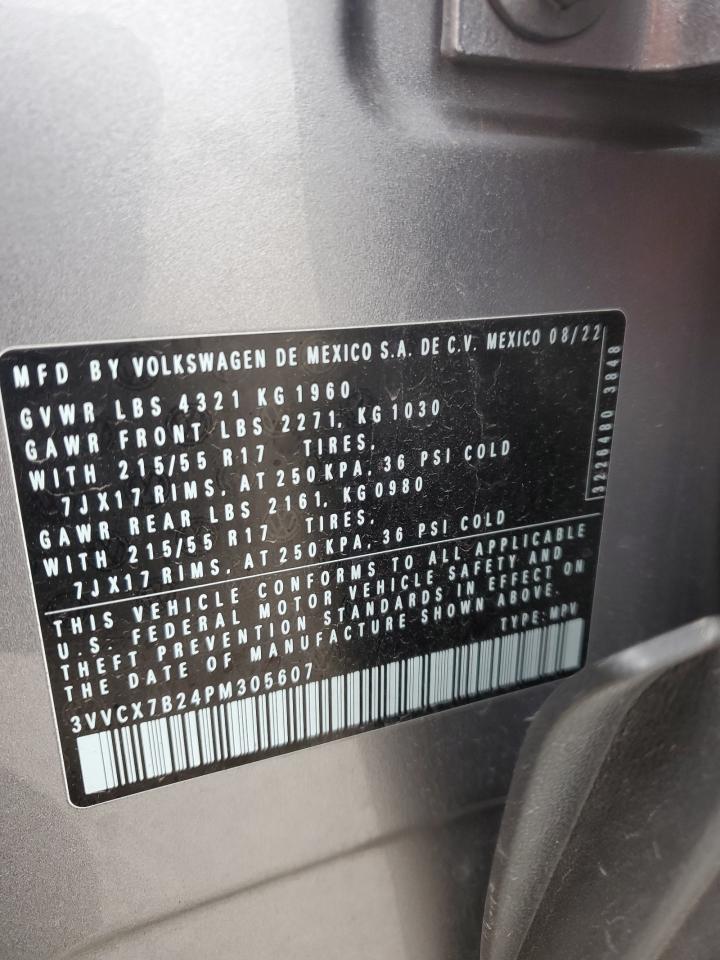 MFD BY VOLKSWAGEN DE MEXICO S.A. DE C.V. MEXICO 08/22
GVWR LBS 4321 KG 1960
GAWR FRONT LBS 2271, KG 1030
WITH 215/55 R17 TIRES,
7JX17 RIMS, AT 250 KPA, 36 PSI COLD
GAWR REAR LBS 2161, KG 0980
WITH 215/55 R17 TIRES,
7JX17 RIMS, AT 250 KPA, 36 PSI COLD
3226480 3848
THIS VEHICLE CONFORMS TO ALL APPLICABLE
U.S. FEDERAL MOTOR VEHICLE SAFETY AND
THEFT PREVENTION STANDARDS IN EFFECT ON
THE DATE OF MANUFACTURE SHOWN ABOVE.
TYPE: MPV
3VVCX7B24PM305607